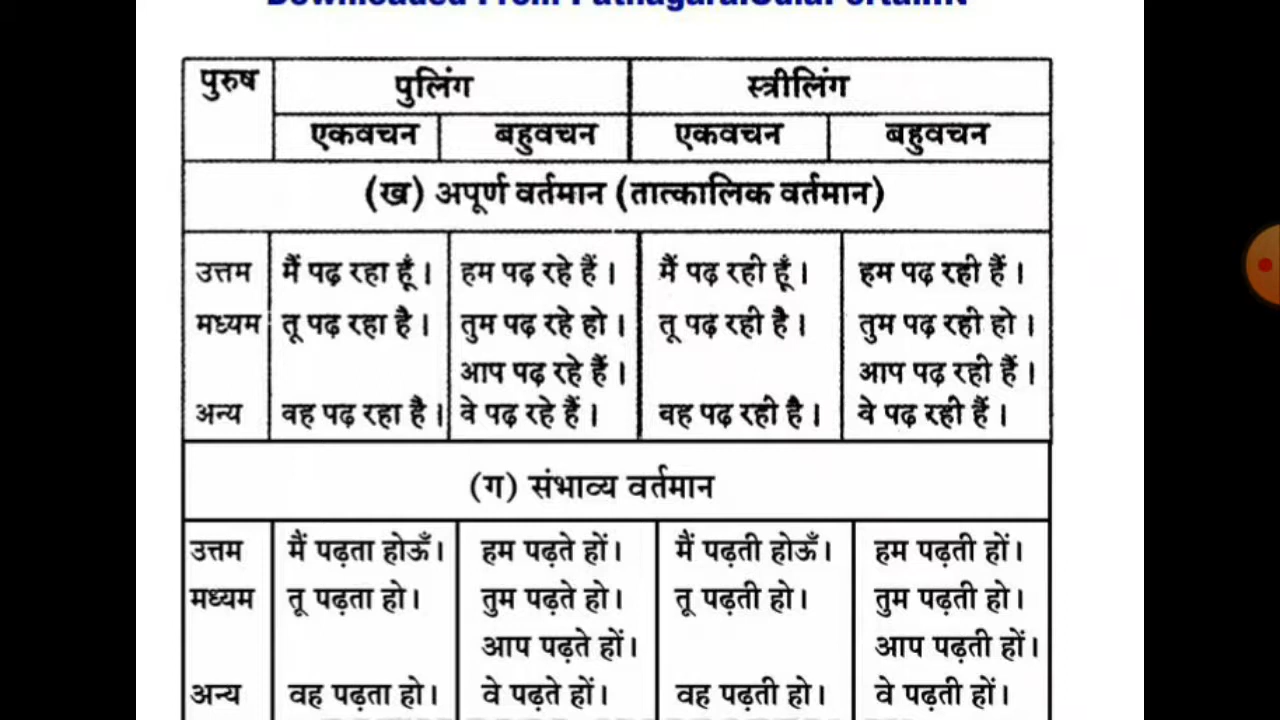 पुरुष पुलिंग स्त्रीलिंग
एकवचन बहुवचन एकवचन बहुवचन
(ख) अपूर्ण वर्तमान (तात्कालिक वर्तमान)
उत्तम मैं पढ़ रहा हूँ। हम पढ़ रहे हैं। मैं पढ़ रही हूँ। हम पढ़ रही हैं।
मध्यम तू पढ़ रहा है। तुम पढ़ रहे हो। तू पढ़ रही है। तुम पढ़ रही हो।
आप पढ़ रहे हैं। आप पढ़ रही हैं।
अन्य वह पढ़ रहा है। वे पढ़ रहे हैं। वह पढ़ रही है। वे पढ़ रही हैं।
(ग) संभाव्य वर्तमान
उत्तम मैं पढ़ता होऊँ। हम पढ़ते हों। मैं पढ़ती होऊँ। हम पढ़ती हों।
मध्यम तू पढ़ता हो। तुम पढ़ते हो। तू पढ़ती हो। तुम पढ़ती हो।
आप पढ़ते हों। आप पढ़ती हों।
अन्य वह पढ़ता हो। वे पढ़ते हों। वह पढ़ती हो। वे पढ़ती हों।